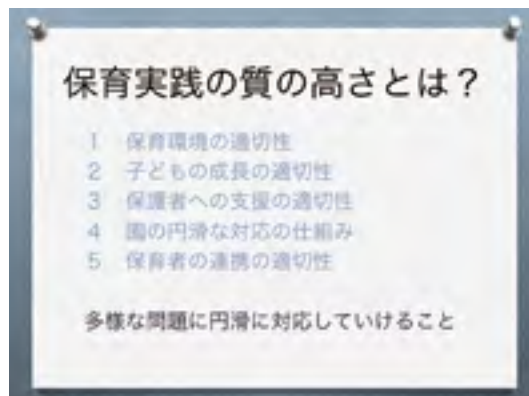 保育実践の質の高さとは？
1 保育環境の適切性
2 子どもの成長の適切性
3 保護者への支援の適切性
4 園の円滑な対応の仕組み
5 保育者の連携の適切性
多様な問題に円滑に対応していけること